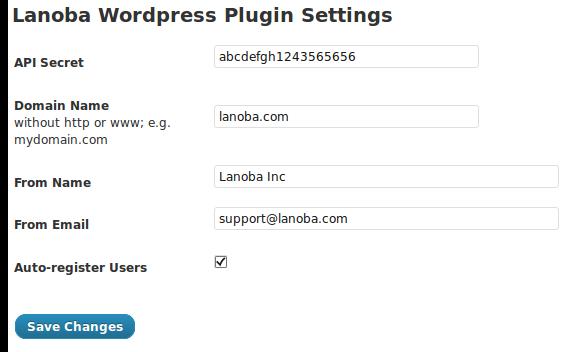 Lanoba Wordpress Plugin Settings
API Secret abcdefgh1243565656
Domain Name
without http or www; e.g.
mydomain.com
lanoba.com
From Name Lanoba Inc
From Email support@lanoba.com
Auto-register Users
Save Changes